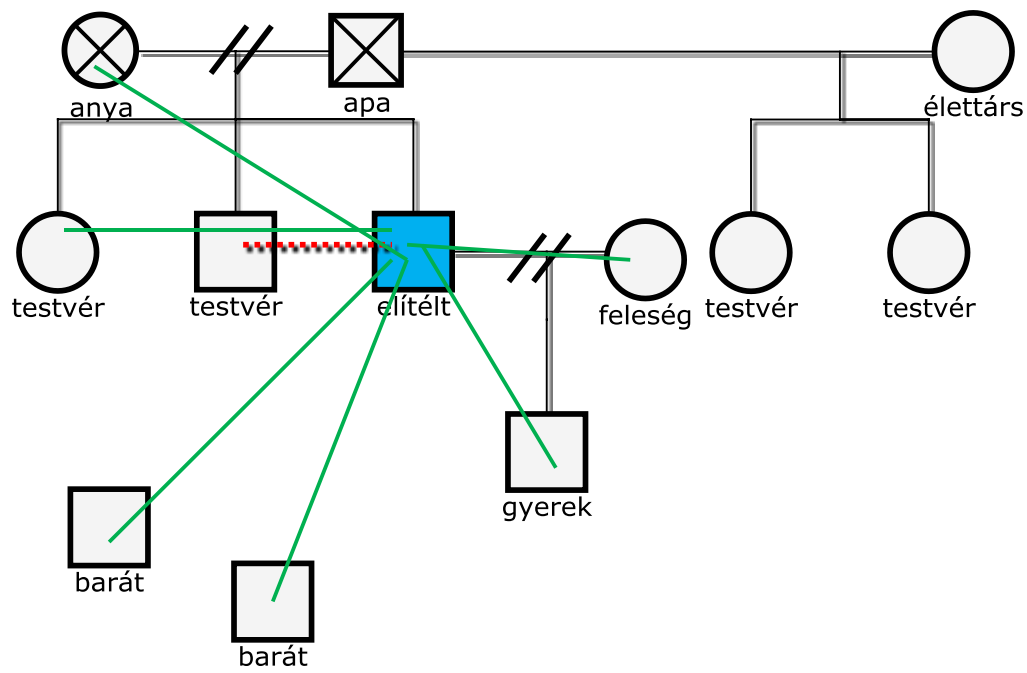 anya
apa
élettárs
testvér
testvér
elítélt
feleség
testvér
testvér
gyerek
barát
barát